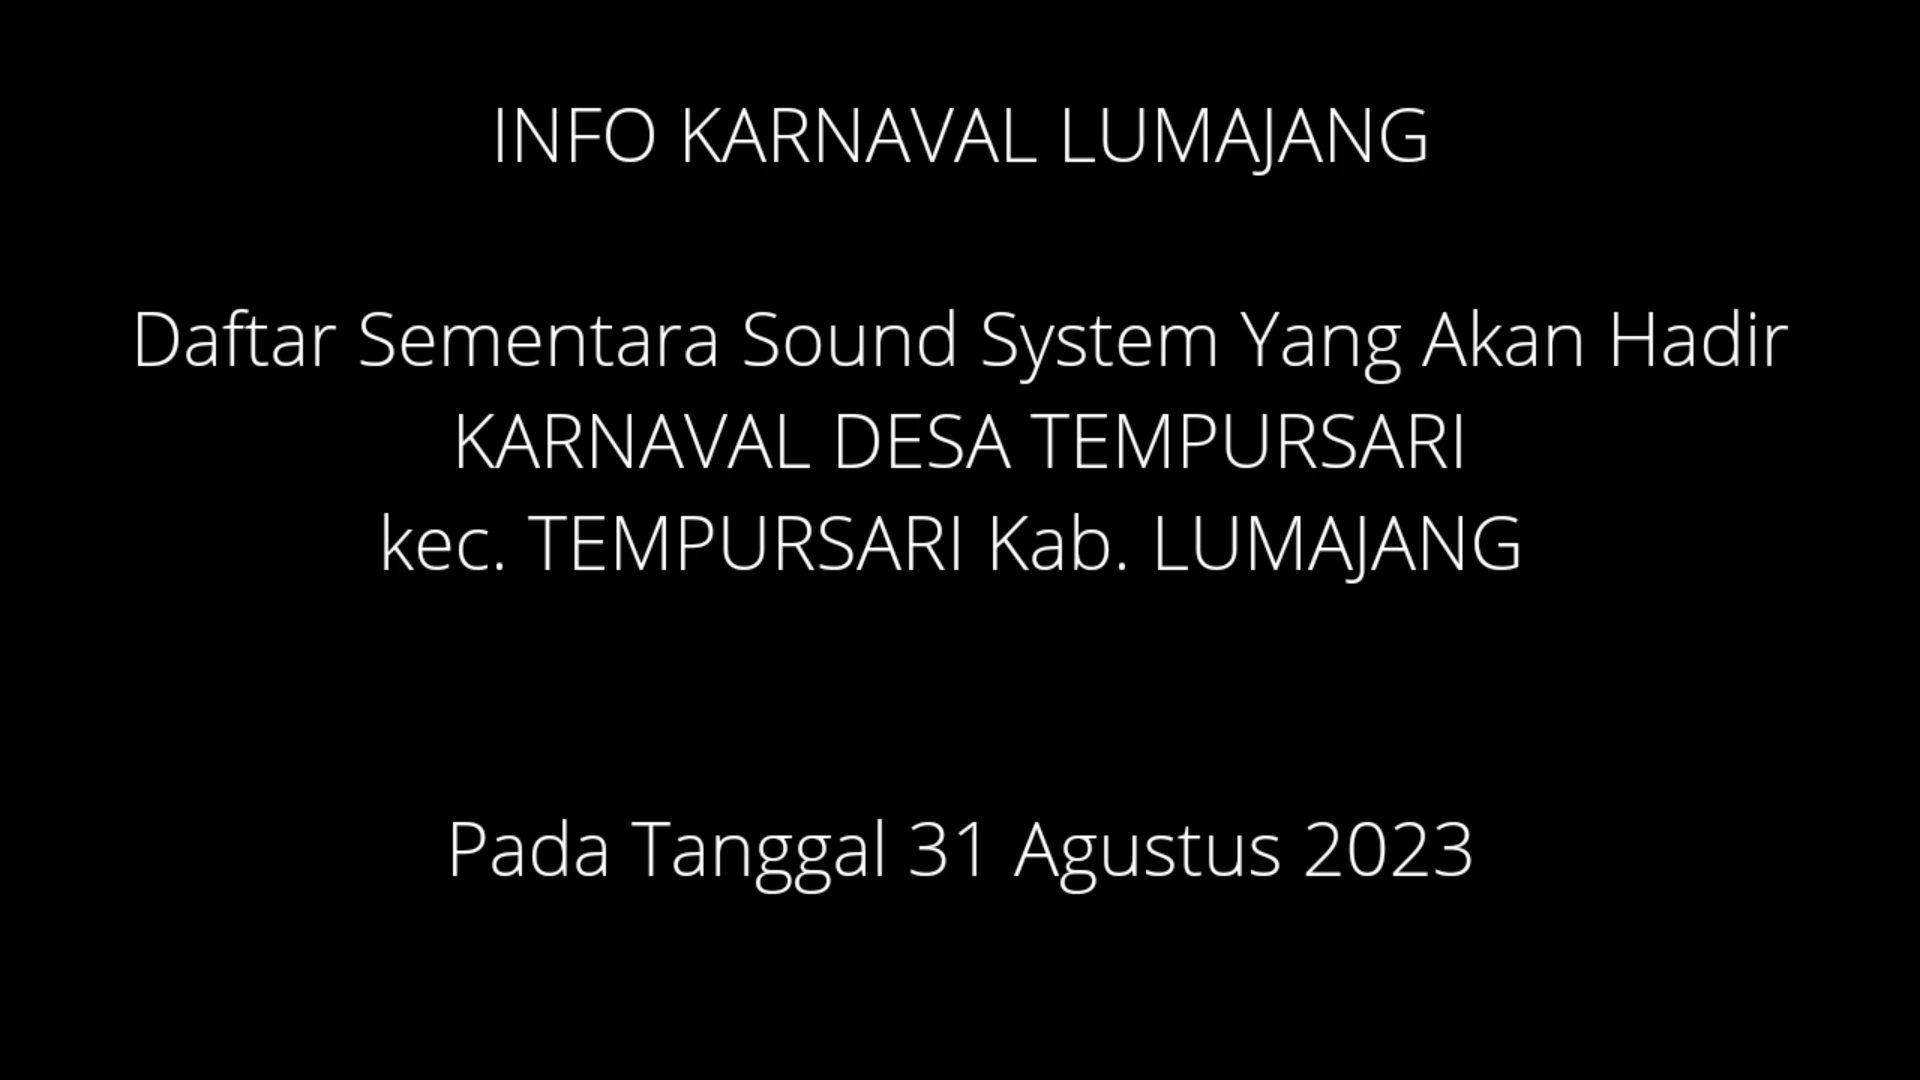 INFO KARNAVAL LUMAJANG
Daftar Sementara Sound System Yang Akan Hadir
KARNAVAL DESA TEMPURSARI
kec. TEMPURSARI Kab. LUMAJANG
Pada Tanggal 31 Agustus 2023